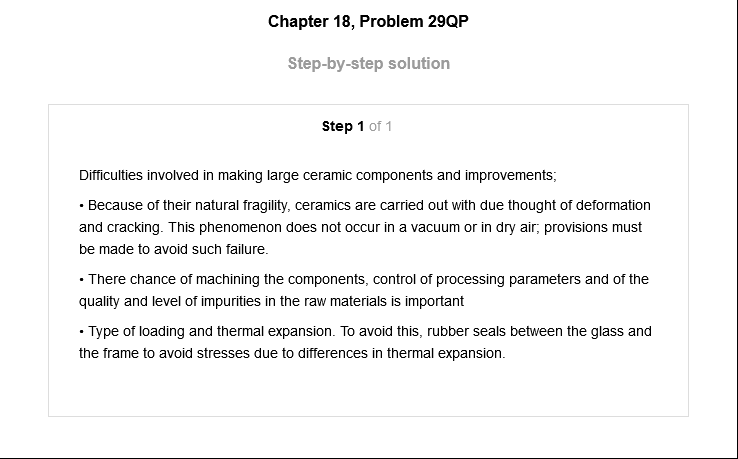 Chapter 18, Problem 29QP
Step-by-step solution
Step 1 of 1
Difficulties involved in making large ceramic components and improvements;
• Because of their natural fragility, ceramics are carried out with due thought of deformation
and cracking. This phenomenon does not occur in a vacuum or in dry air; provisions must
be made to avoid such failure.
• There chance of machining the components, control of processing parameters and of the
quality and level of impurities in the raw materials is important
• Type of loading and thermal expansion. To avoid this, rubber seals between the glass and
the frame to avoid stresses due to differences in thermal expansion.